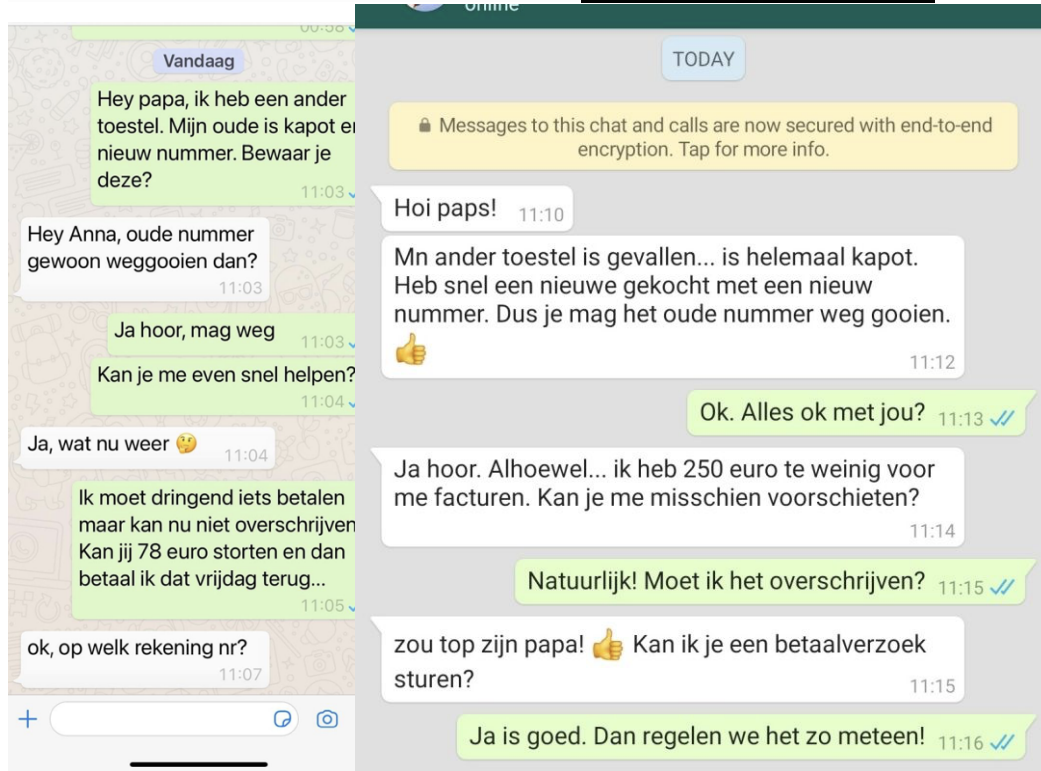 00:58
Vandaag
Hey papa, ik heb een ander
toestel. Mijn oude is kapot
nieuw nummer. Bewaar je
deze?
11:03
Hey Anna, oude nummer
gewoon weggooien dan?
11:03
Ja hoor, mag weg
11:03
Kan je me even snel helpen?
11:04
Ja, wat nu weer 🤔
11:04
Ik moet dringend iets betalen
maar kan nu niet overschrijven
Kan jij 78 euro storten en dan
betaal ik dat vrijdag terug...
11:05
ok, op welk rekening nr?
11:07
online
TODAY
🔒 Messages to this chat and calls are now secured with end-to-end
encryption. Tap for more info.
Hoi paps!
11:10
Mn ander toestel is gevallen... is helemaal kapot.
Heb snel een nieuwe gekocht met een nieuw
nummer. Dus je mag het oude nummer weg gooien.
👍
11:12
Ok. Alles ok met jou?
11:13
Ja hoor. Alhoewel... ik heb 250 euro te weinig voor
me facturen. Kan je me misschien voorschieten?
11:14
Natuurlijk! Moet ik het overschrijven?
11:15
zou top zijn papa! 👍 Kan ik je een betaalverzoek
sturen?
11:15
Ja is goed. Dan regelen we het zo meteen!
11:16